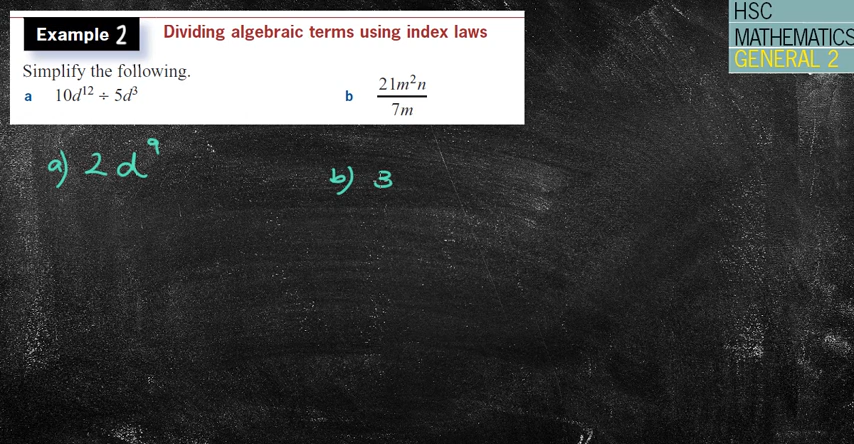 HSC
MATHEMATICS
GENERAL 2
Example 2 Dividing algebraic terms using index laws
Simplify the following.
a 10d¹² ÷ 5d³ b 21m²n
7m
a) 2d⁹ b) 3